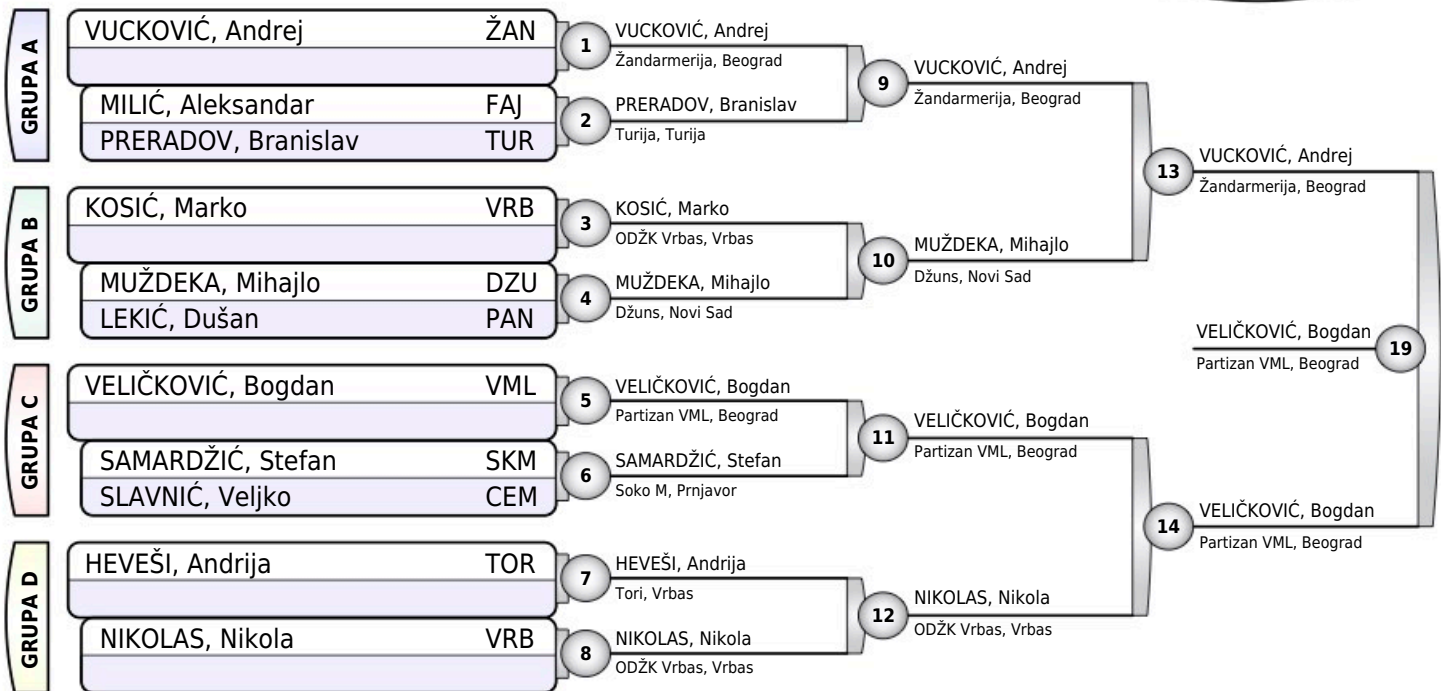 GRUPA A
VUCKOVIĆ, Andrej ŽAN
MILIĆ, Aleksandar FAJ
PRERADOV, Branislav TUR
GRUPA B
KOSIĆ, Marko VRB
MUŽDEKA, Mihajlo DZU
LEKIĆ, Dušan PAN
GRUPA C
VELIČKOVIĆ, Bogdan VML
SAMARDŽIĆ, Stefan SKM
SLAVNIĆ, Veljko CEM
GRUPA D
HEVEŠI, Andrija TOR
NIKOLAS, Nikola VRB
1
VUCKOVIĆ, Andrej
Žandarmerija, Beograd
2
PRERADOV, Branislav
Turija, Turija
3
KOSIĆ, Marko
ODŽK Vrbas, Vrbas
4
MUŽDEKA, Mihajlo
Džuns, Novi Sad
5
VELIČKOVIĆ, Bogdan
Partizan VML, Beograd
6
SAMARDŽIĆ, Stefan
Soko M, Prnjavor
7
HEVEŠI, Andrija
Tori, Vrbas
8
NIKOLAS, Nikola
ODŽK Vrbas, Vrbas
9
VUCKOVIĆ, Andrej
Žandarmerija, Beograd
10
MUŽDEKA, Mihajlo
Džuns, Novi Sad
11
VELIČKOVIĆ, Bogdan
Partizan VML, Beograd
12
NIKOLAS, Nikola
ODŽK Vrbas, Vrbas
13
VUCKOVIĆ, Andrej
Žandarmerija, Beograd
14
VELIČKOVIĆ, Bogdan
Partizan VML, Beograd
VELIČKOVIĆ, Bogdan
Partizan VML, Beograd
19